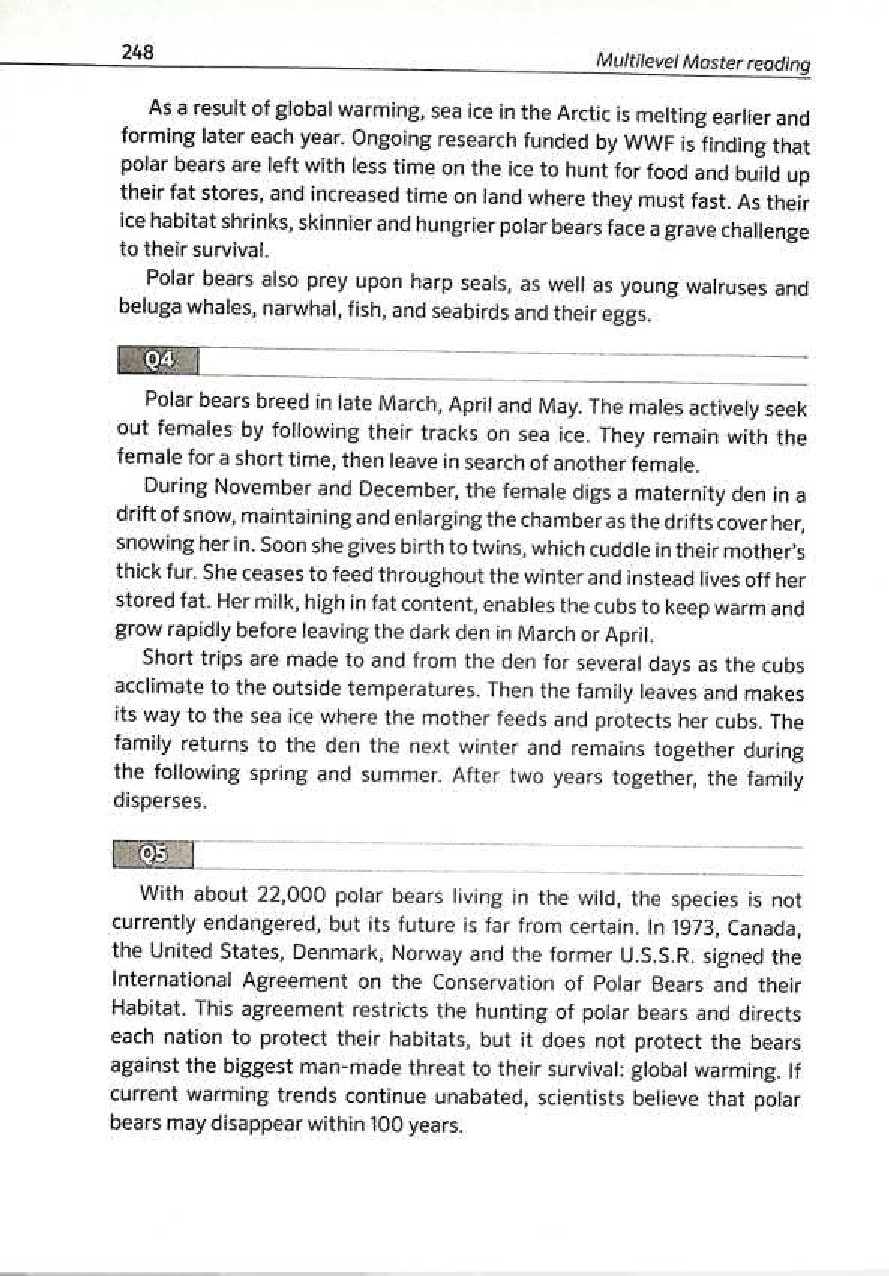 248
Multilevel Master reading
As a result of global warming, sea ice in the Arctic is melting earlier and
forming later each year. Ongoing research funded by WWF is finding that
polar bears are left with less time on the ice to hunt for food and build up
their fat stores, and increased time on land where they must fast. As their
ice habitat shrinks, skinnier and hungrier polar bears face a grave challenge
to their survival.
Polar bears also prey upon harp seals, as well as young walruses and
beluga whales, narwhal, fish, and seabirds and their eggs.
Q4
Polar bears breed in late March, April and May. The males actively seek
out females by following their tracks on sea ice. They remain with the
female for a short time, then leave in search of another female.
During November and December, the female digs a maternity den in a
drift of snow, maintaining and enlarging the chamber as the drifts cover her,
snowing her in. Soon she gives birth to twins, which cuddle in their mother's
thick fur. She ceases to feed throughout the winter and instead lives off her
stored fat. Her milk, high in fat content, enables the cubs to keep warm and
grow rapidly before leaving the dark den in March or April.
Short trips are made to and from the den for several days as the cubs
acclimate to the outside temperatures. Then the family leaves and makes
its way to the sea ice where the mother feeds and protects her cubs. The
family returns to the den the next winter and remains together during
the following spring and summer. After two years together, the family
disperses.
Q5
With about 22,000 polar bears living in the wild, the species is not
currently endangered, but its future is far from certain. In 1973, Canada,
the United States, Denmark, Norway and the former U.S.S.R. signed the
International Agreement on the Conservation of Polar Bears and their
Habitat. This agreement restricts the hunting of polar bears and directs
each nation to protect their habitats, but it does not protect the bears
against the biggest man-made threat to their survival: global warming. If
current warming trends continue unabated, scientists believe that polar
bears may disappear within 100 years.